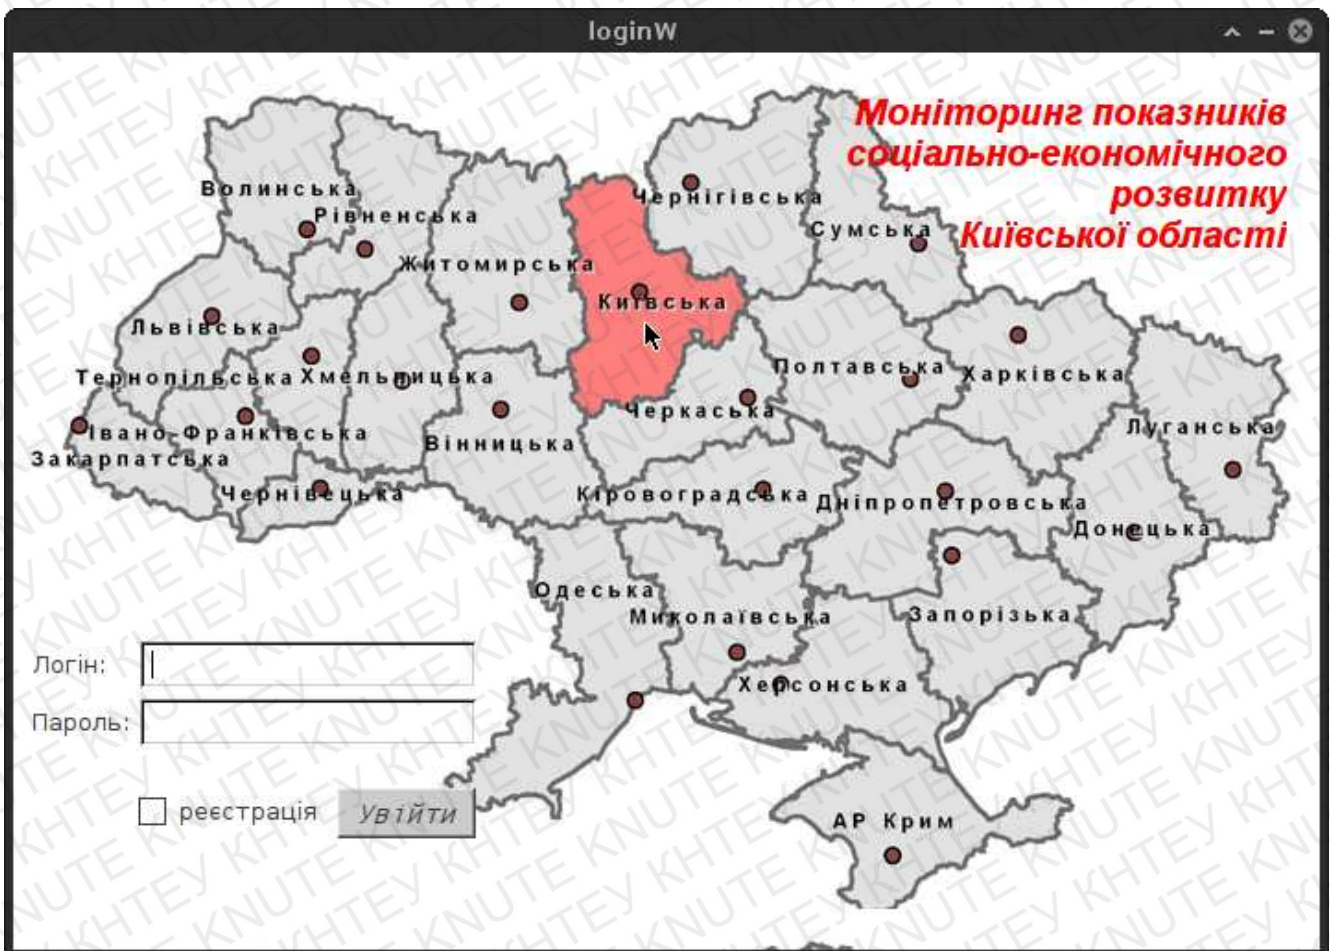 loginW
Моніторинг показників
соціально-економічного
розвитку
Київської області
Волинська
Рівненська
Чернігівська
Сумська
Житомирська
Київська
Львівська
Тернопільська
Хмельницька
Полтавська
Харківська
Черкаська
Івано-Франківська
Вінницька
Луганська
Закарпатська
Чернівецька
Кіровоградська
Дніпропетровська
Донецька
Одеська
Миколаївська
Запорізька
Херсонська
АР Крим
Логін:
Пароль:
реєстрація
Увійти
KNUTE КНТЕУ